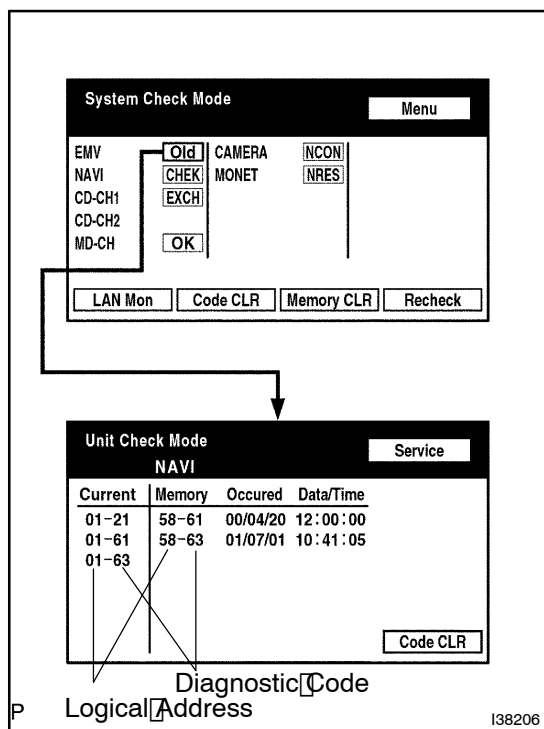 System Check Mode
Menu
EMV Old CAMERA NCON
NAVI CHEK MONET NRES
CD-CH1 EXCH
CD-CH2
MD-CH OK
LAN Mon Code CLR Memory CLR Recheck
Unit Check Mode
Service
NAVI
Current Memory Occured Data/Time
01-21 58-61 00/04/20 12:00:00
01-61 58-63 01/07/01 10:41:05
01-63
Code CLR
Diagnostic Code
Logical Address
P
I38206